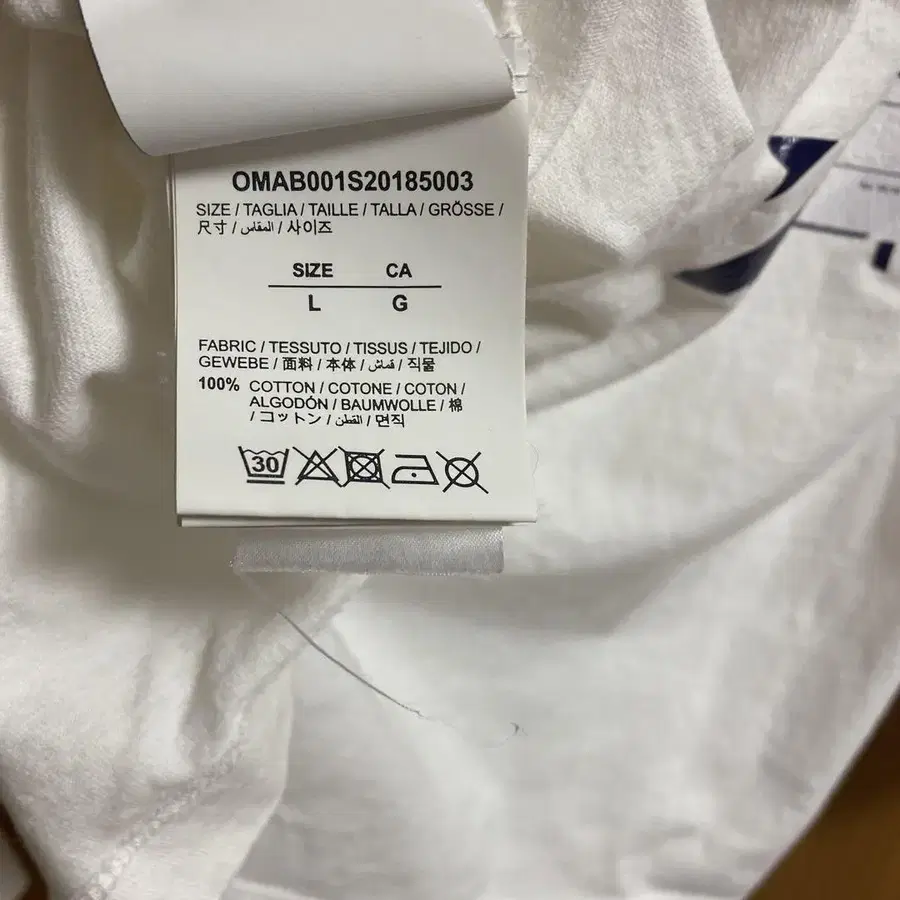 OMAB001S20185003
SIZE / TAGLIA / TAILLE / TALLA / GRÖSSE /
尺寸 / المقاس / 사이즈
SIZE CA
L G
FABRIC / TESSUTO / TISSUS / TEJIDO /
GEWEBE / 面料 / 本体 / قماش / 직물
100% COTTON / COTONE / COTON /
ALGODÓN / BAUMWOLLE / 棉
/ コットン / القطن / 면직
30